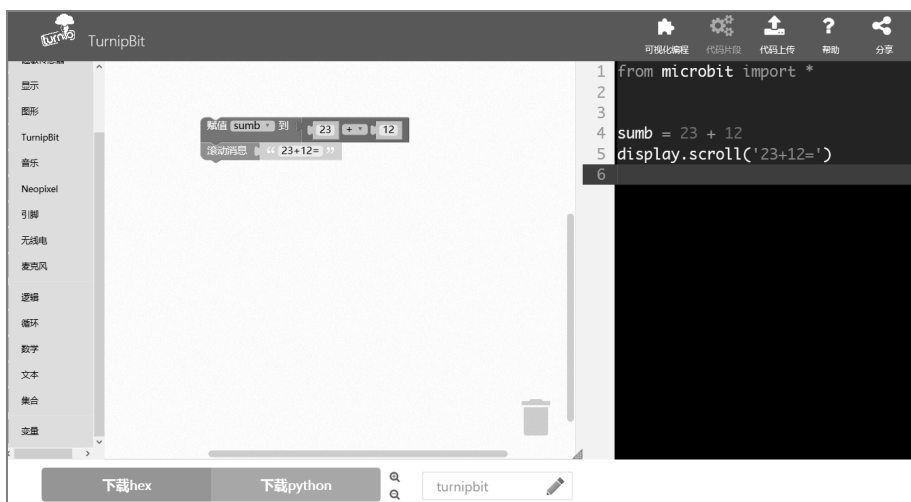 turnip
TurnipBit
可视化编程
代码片段
代码上传
帮助
分享
显示
图形
TurnipBit
音乐
Neopixel
引脚
无线电
麦克风
逻辑
循环
数学
文本
集合
变量
赋值 sumb 到 23 + 12
滚动消息 “ 23+12= ”
1 from microbit import *
2
3
4 sumb = 23 + 12
5 display.scroll('23+12=')
6
下载hex
下载python
turnipbit